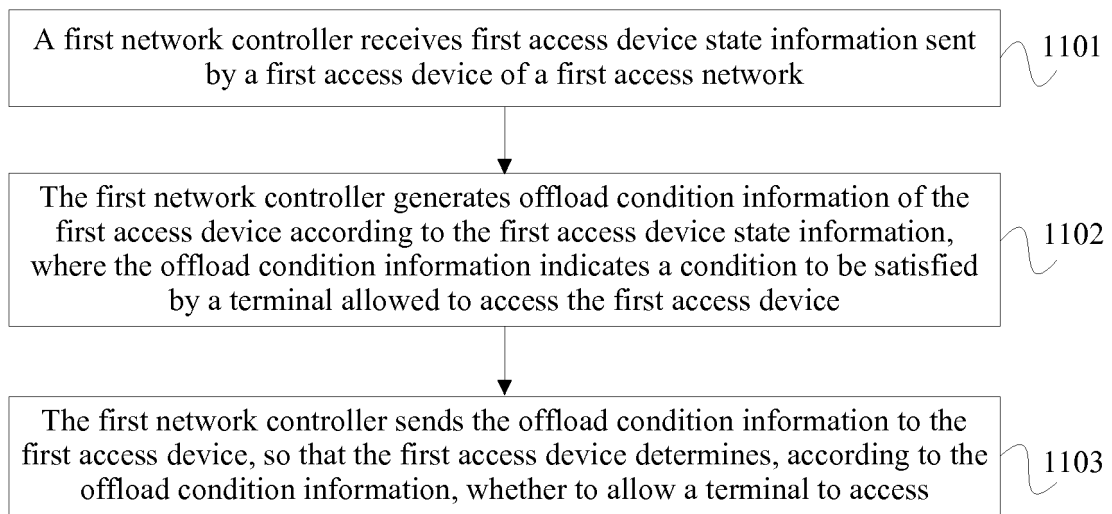 A first network controller receives first access device state information sent
by a first access device of a first access network
1101
The first network controller generates offload condition information of the
first access device according to the first access device state information,
where the offload condition information indicates a condition to be satisfied
by a terminal allowed to access the first access device
1102
The first network controller sends the offload condition information to the
first access device, so that the first access device determines, according to the
offload condition information, whether to allow a terminal to access
1103